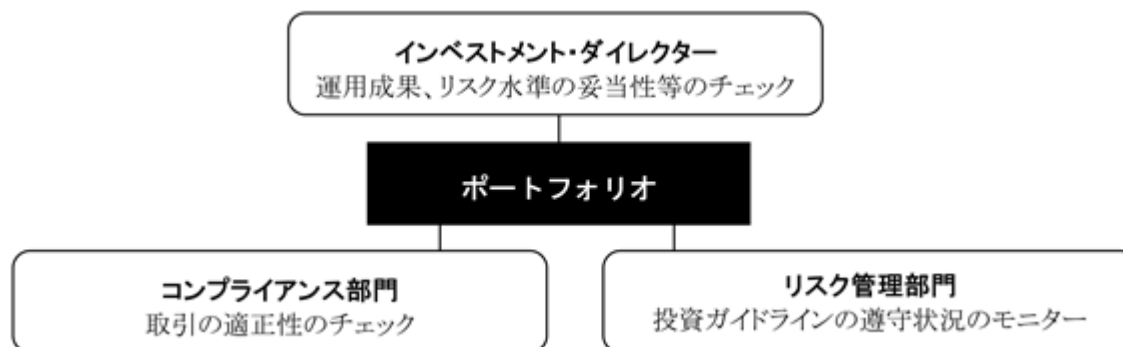 インベストメント・ダイレクター
運用成果、リスク水準の妥当性等のチェック
ポートフォリオ
コンプライアンス部門
取引の適正性のチェック
リスク管理部門
投資ガイドラインの遵守状況のモニター